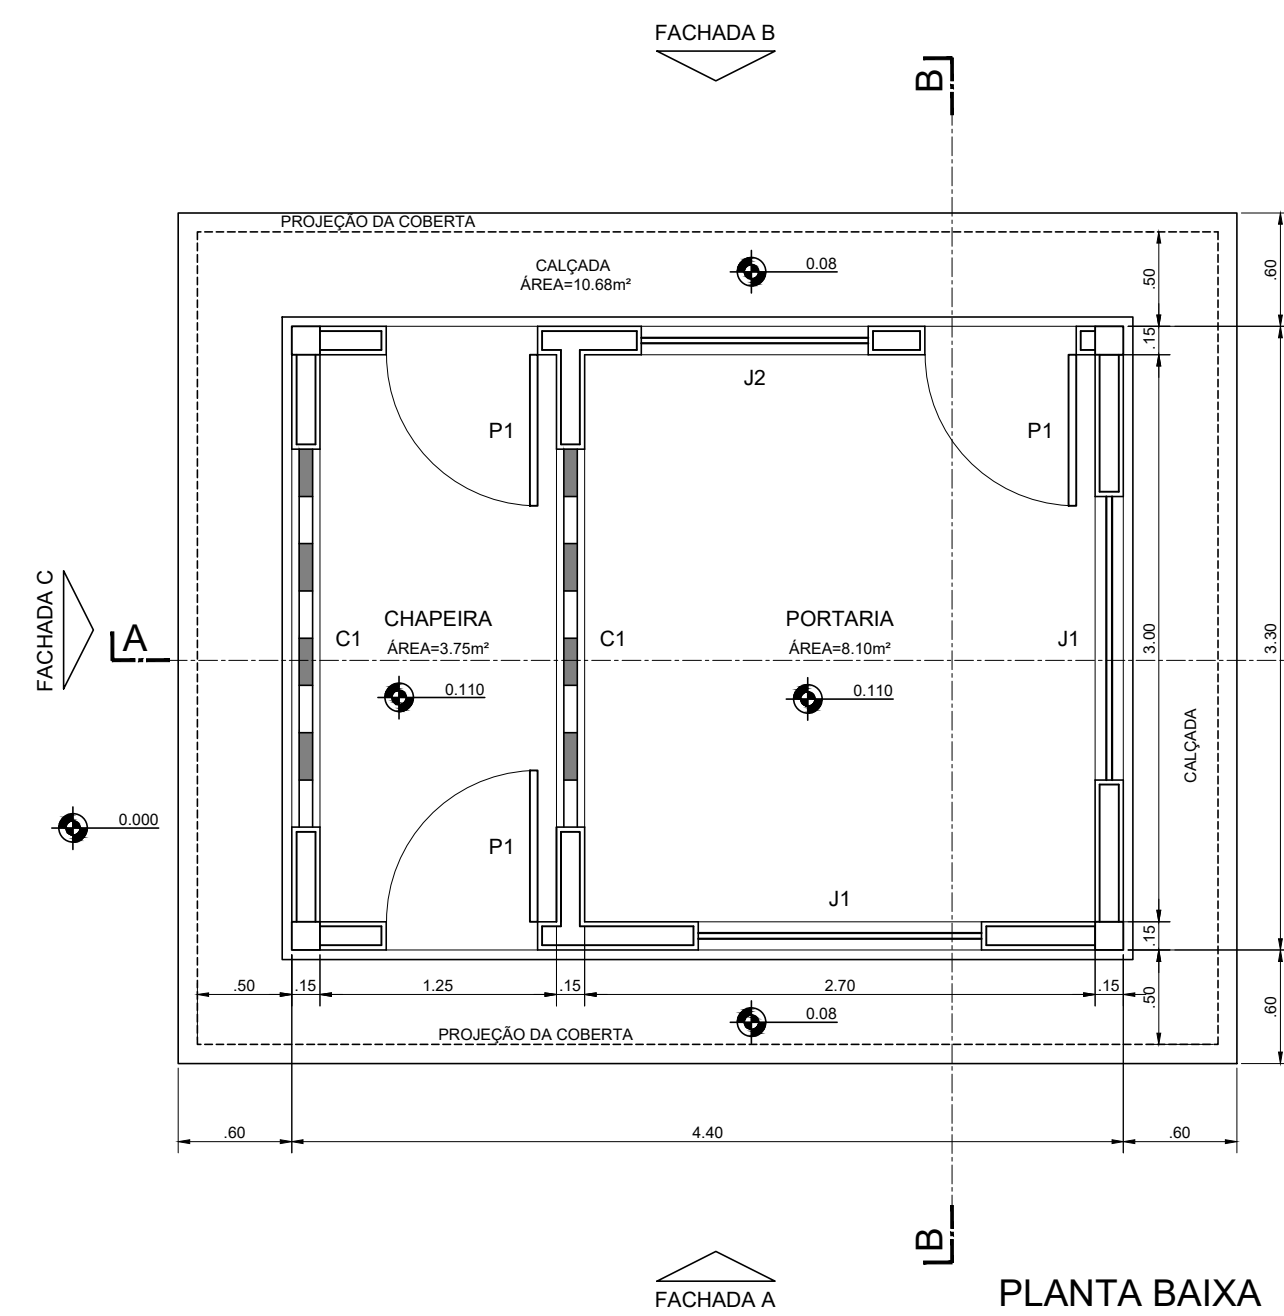 FACHADA B
B
PROJEÇÃO DA COBERTA
CALÇADA
ÁREA=10.68m²
0.08
.50
.60
.15
J2
P1
P1
FACHADA C
A
C1
CHAPEIRA
ÁREA=3.75m²
0.110
C1
PORTARIA
ÁREA=8.10m²
0.110
J1
3.00
3.30
CALÇADA
0.000
P1
J1
.15
.50
.15
1.25
.15
2.70
.15
.50
.60
0.08
PROJEÇÃO DA COBERTA
.60
4.40
.60
B
FACHADA A
PLANTA BAIXA